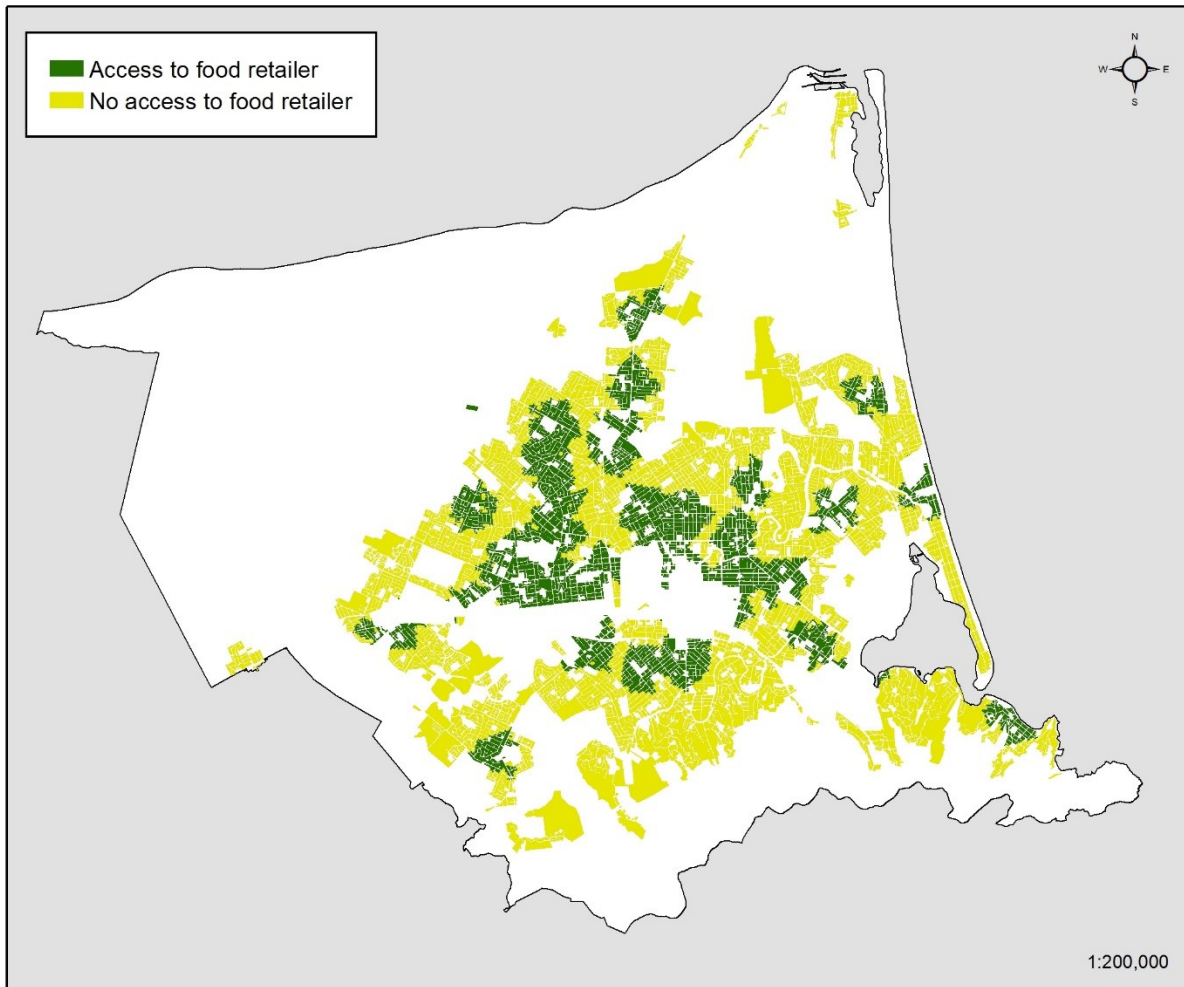 Access to food retailer
No access to food retailer
N
W E
S
1:200,000